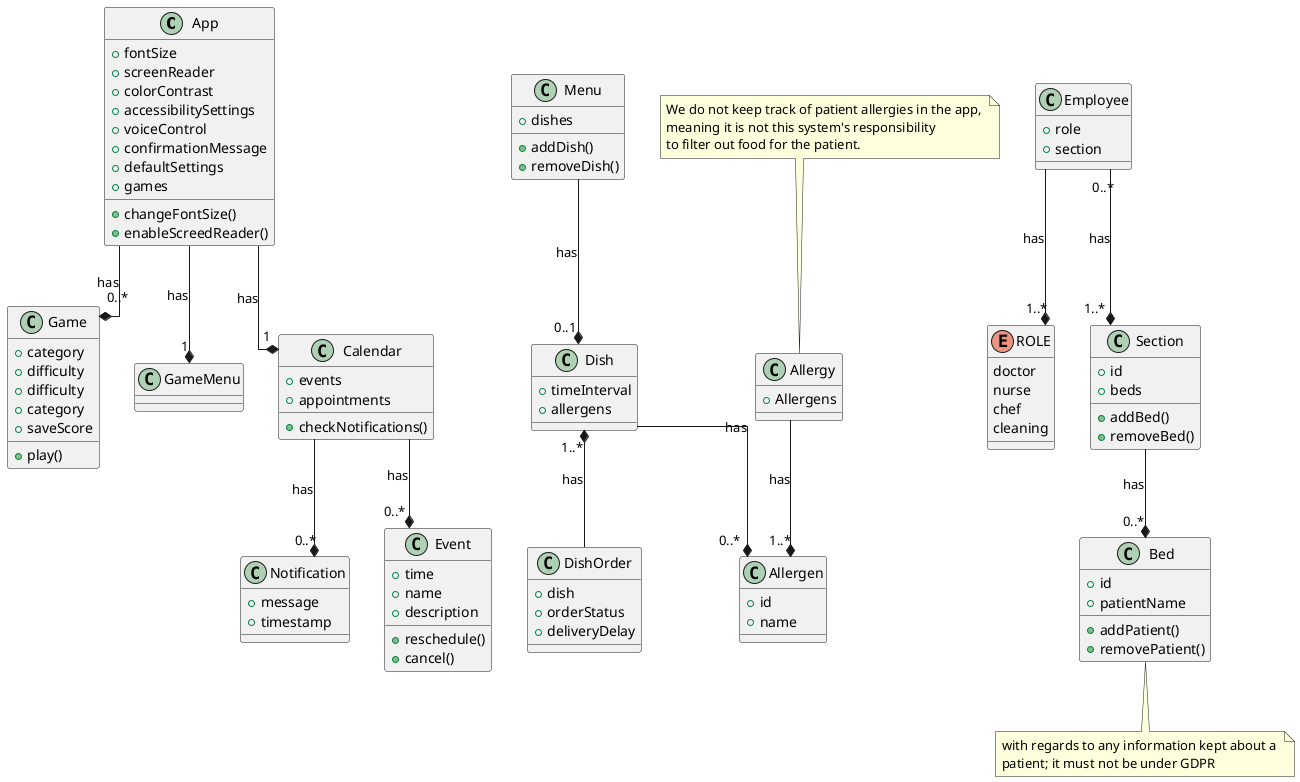 App
fontSize
screenReader
colorContrast
accessibilitySettings
voiceControl
confirmationMessage
defaultSettings
games
changeFontSize()
enableScreedReader()
Menu
dishes
addDish()
removeDish()
We do not keep track of patient allergies in the app,
meaning it is not this system's responsibility
to filter out food for the patient.
Employee
role
section
has
0..*
has
has
1
1
has
0..1
has
1..*
0..*
has
1..*
Game
category
difficulty
difficulty
category
saveScore
play()
GameMenu
Calendar
events
appointments
checkNotifications()
Dish
timeInterval
allergens
Allergy
Allergens
ROLE
doctor
nurse
chef
cleaning
Section
id
beds
addBed()
removeBed()
has
0..*
has
0..*
1..*
has
has
0..*
has
1..*
has
0..*
Notification
message
timestamp
Event
time
name
description
reschedule()
cancel()
DishOrder
dish
orderStatus
deliveryDelay
Allergen
id
name
Bed
id
patientName
addPatient()
removePatient()
with regards to any information kept about a
patient; it must not be under GDPR